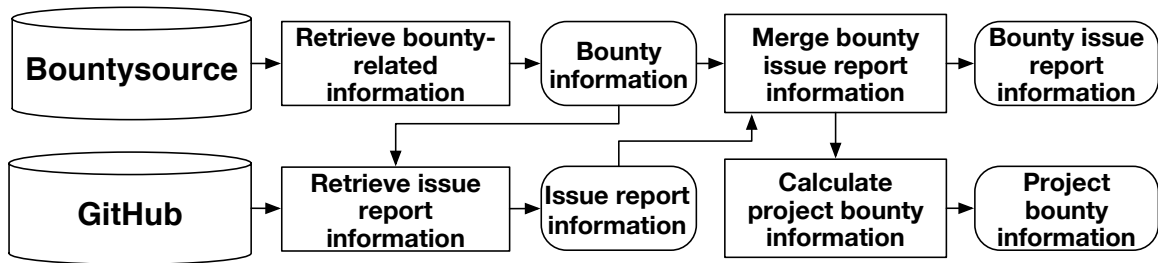 Bountysource
Retrieve bounty-
related
information
Bounty
information
Merge bounty
issue report
information
Bounty issue
report
information
GitHub
Retrieve issue
report
information
Issue report
information
Calculate
project bounty
information
Project
bounty
information